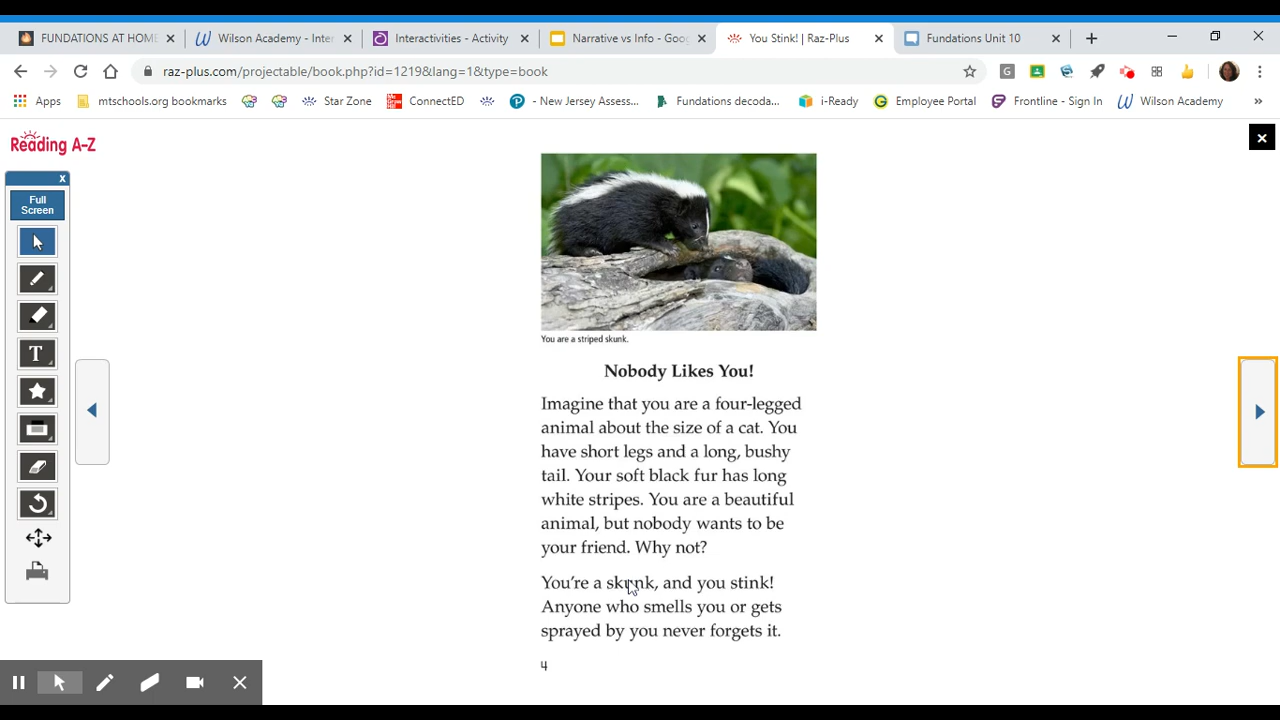 FUNDATIONS AT HOME
Wilson Academy - Inter
Interactivities - Activity
Narrative vs Info - Goog
You Stink! | Raz-Plus
Fundations Unit 10
raz-plus.com/projectable/book.php?id=1219&lang=1&type=book
Apps
mtschools.org bookmarks
Star Zone
ConnectED
- New Jersey Assess...
Fundations decoda...
i-Ready
Employee Portal
Frontline - Sign In
Wilson Academy
»
Reading A-Z
x
Full
Screen
T
You are a striped skunk.
Nobody Likes You!
Imagine that you are a four-legged
animal about the size of a cat. You
have short legs and a long, bushy
tail. Your soft black fur has long
white stripes. You are a beautiful
animal, but nobody wants to be
your friend. Why not?
You're a skunk, and you stink!
Anyone who smells you or gets
sprayed by you never forgets it.
4